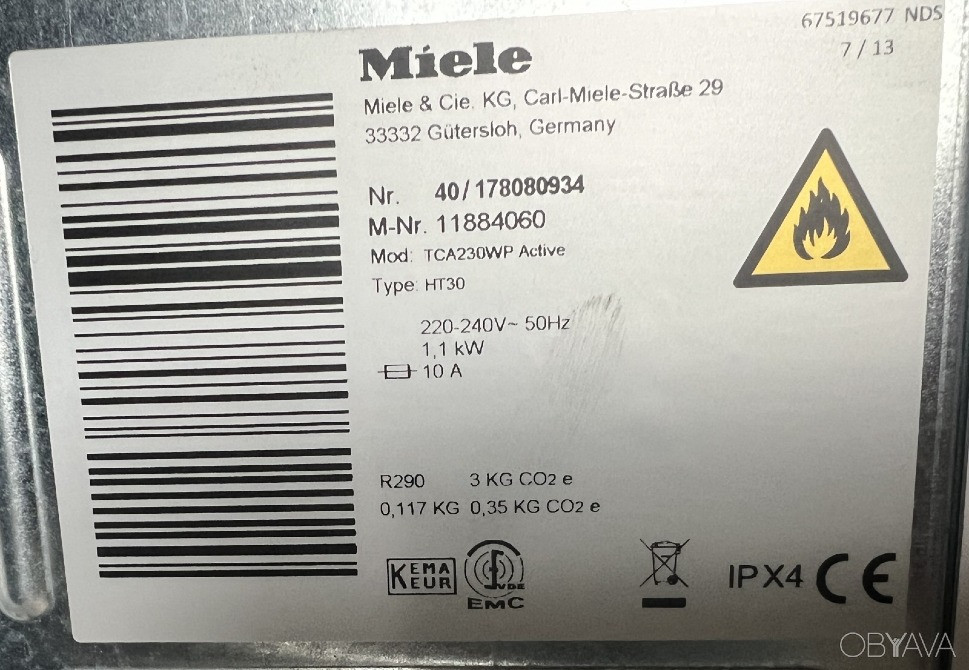 67519677 NDS
7 / 13
Miele
Miele & Cie. KG, Carl-Miele-Straße 29
33332 Gütersloh, Germany
Nr. 40/178080934
M-Nr. 11884060
Mod: TCA230WP Active
Type: HT30
220-240V~ 50Hz
1,1 kW
10 A
R290 3 KG CO2 e
0,117 KG 0,35 KG CO2 e
KEMA
KEUR
VDE
EMC
IPX4 CE
OBYAVA